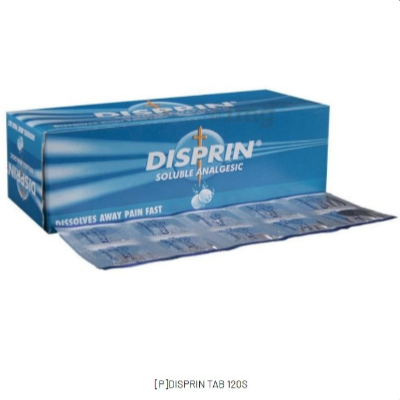 DISPRIN®
SOLUBLE ANALGESIC
DISSOLVES AWAY PAIN FAST
DISPRIN
[P]DISPRIN TAB 120S